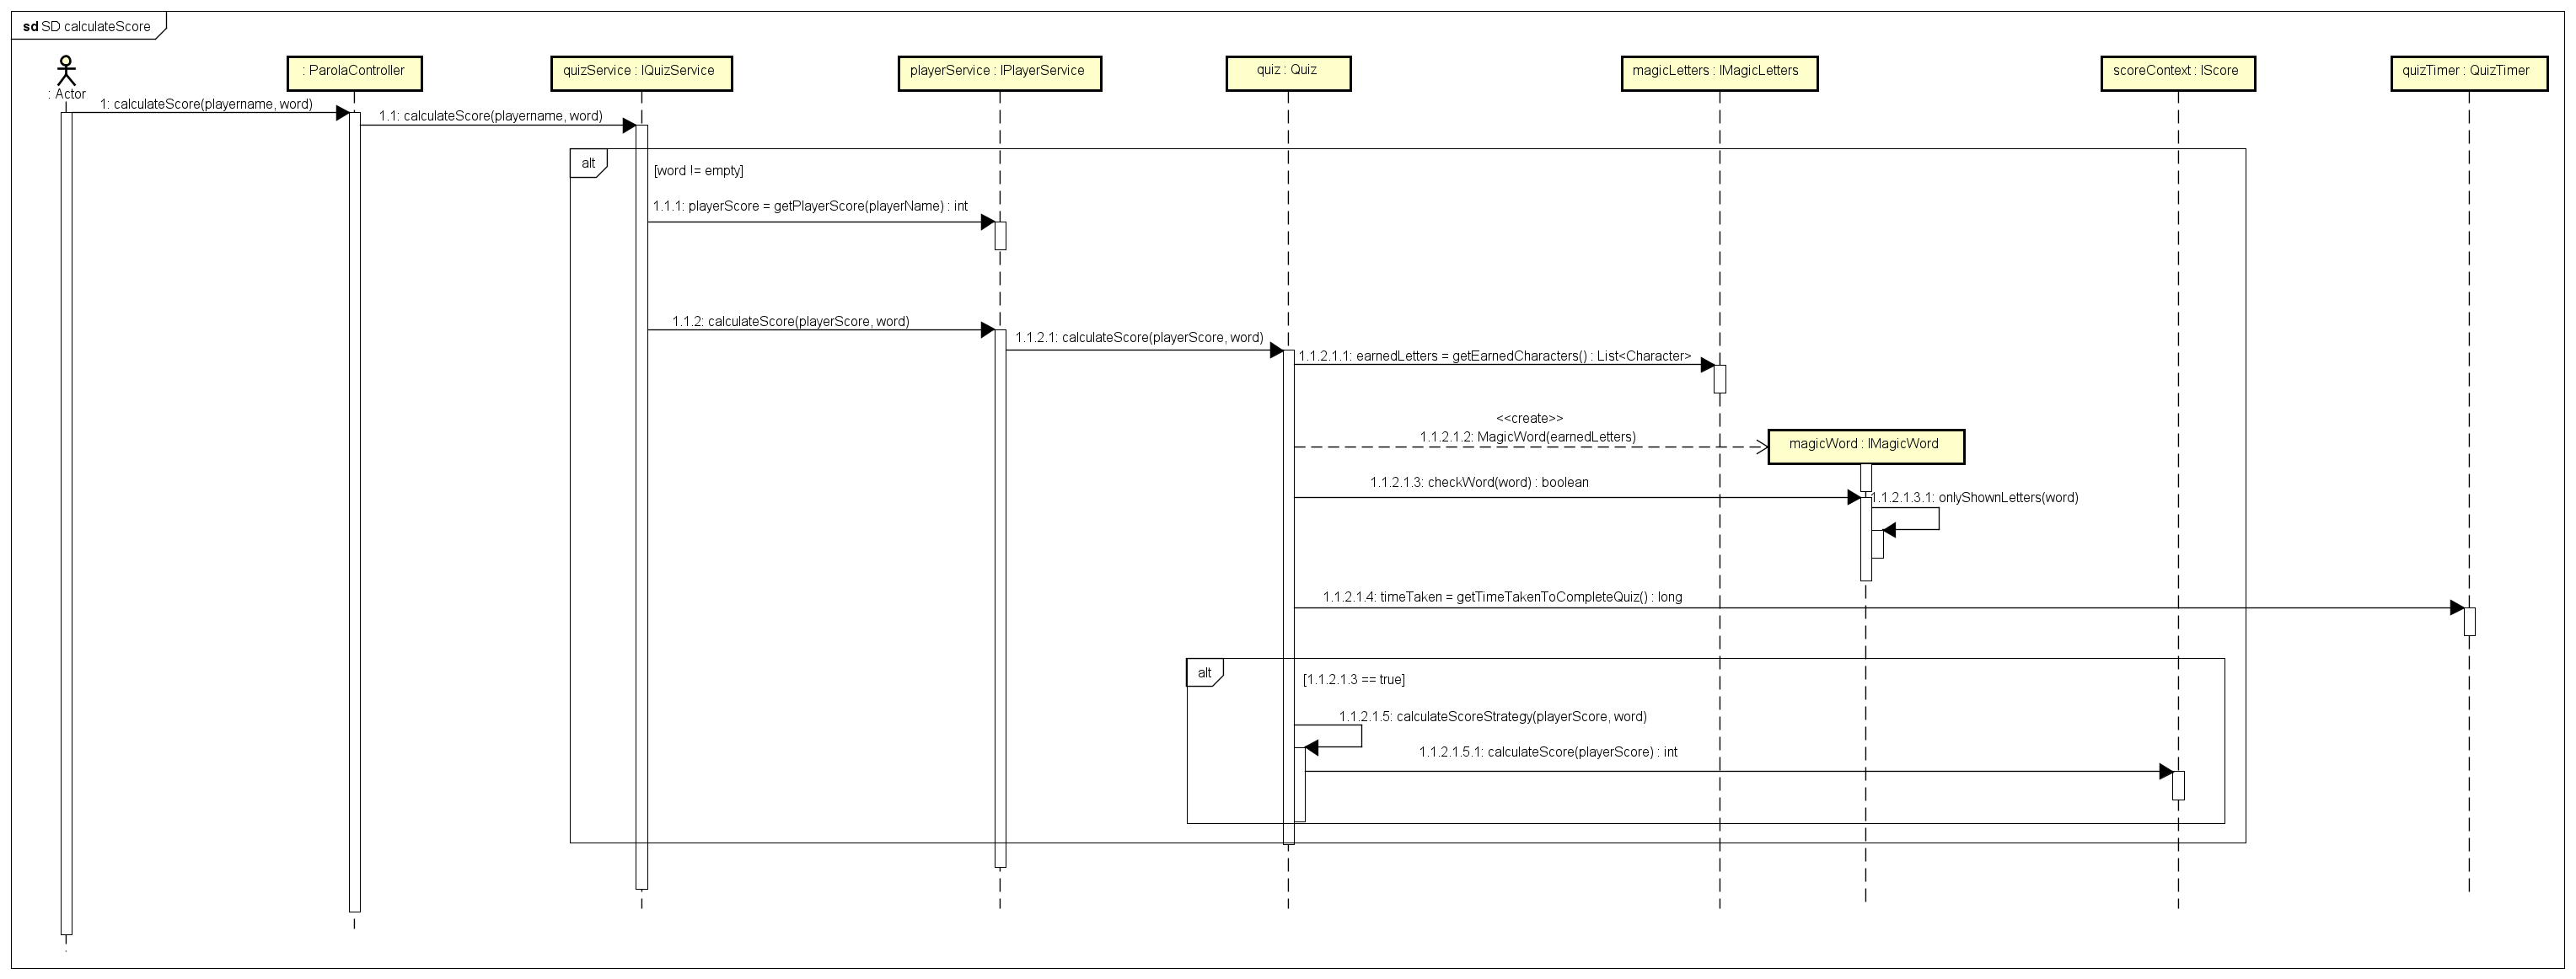 sd SD calculateScore
: Actor
: ParolaController
quizService : IQuizService
playerService : IPlayerService
quiz : Quiz
magicLetters : IMagicLetters
scoreContext : IScore
quizTimer : QuizTimer
1: calculateScore(playername, word)
1.1: calculateScore(playername, word)
alt
[word != empty]
1.1.1: playerScore = getPlayerScore(playerName) : int
1.1.2: calculateScore(playerScore, word)
1.1.2.1: calculateScore(playerScore, word)
1.1.2.1.1: earnedLetters = getEarnedCharacters() : List<Character>
<<create>>
1.1.2.1.2: MagicWord(earnedLetters)
magicWord : IMagicWord
1.1.2.1.3: checkWord(word) : boolean
1.1.2.1.3.1: onlyShownLetters(word)
1.1.2.1.4: timeTaken = getTimeTakenToCompleteQuiz() : long
alt
[1.1.2.1.3 == true]
1.1.2.1.5: calculateScoreStrategy(playerScore, word)
1.1.2.1.5.1: calculateScore(playerScore) : int